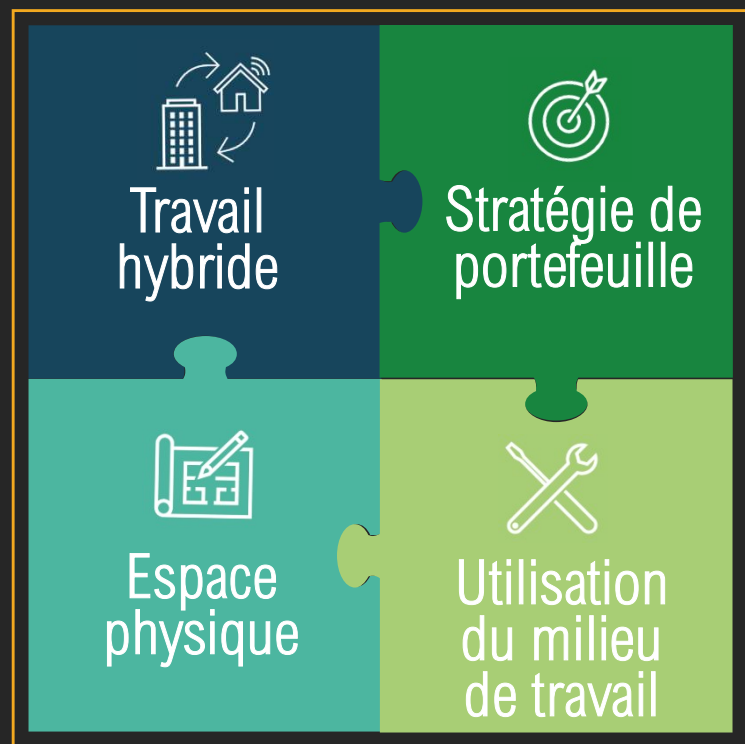 Travail
hybride
Stratégie de
portefeuille
Espace
physique
Utilisation
du milieu
de travail